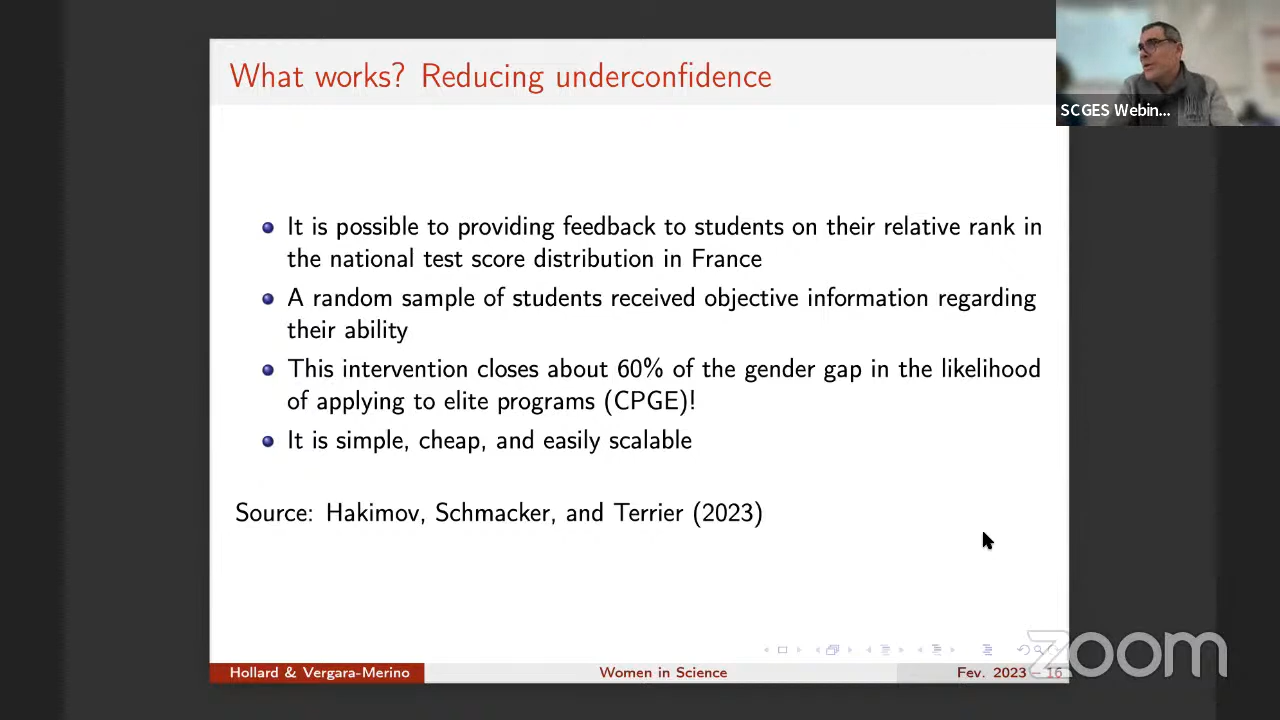 What works? Reducing underconfidence
SCGES Webin...
It is possible to providing feedback to students on their relative rank in
the national test score distribution in France
A random sample of students received objective information regarding
their ability
This intervention closes about 60% of the gender gap in the likelihood
of applying to elite programs (CPGE)!
It is simple, cheap, and easily scalable
Source: Hakimov, Schmacker, and Terrier (2023)
Hollard & Vergara-Merino
Women in Science
Fev. 2023 – 16
zoom